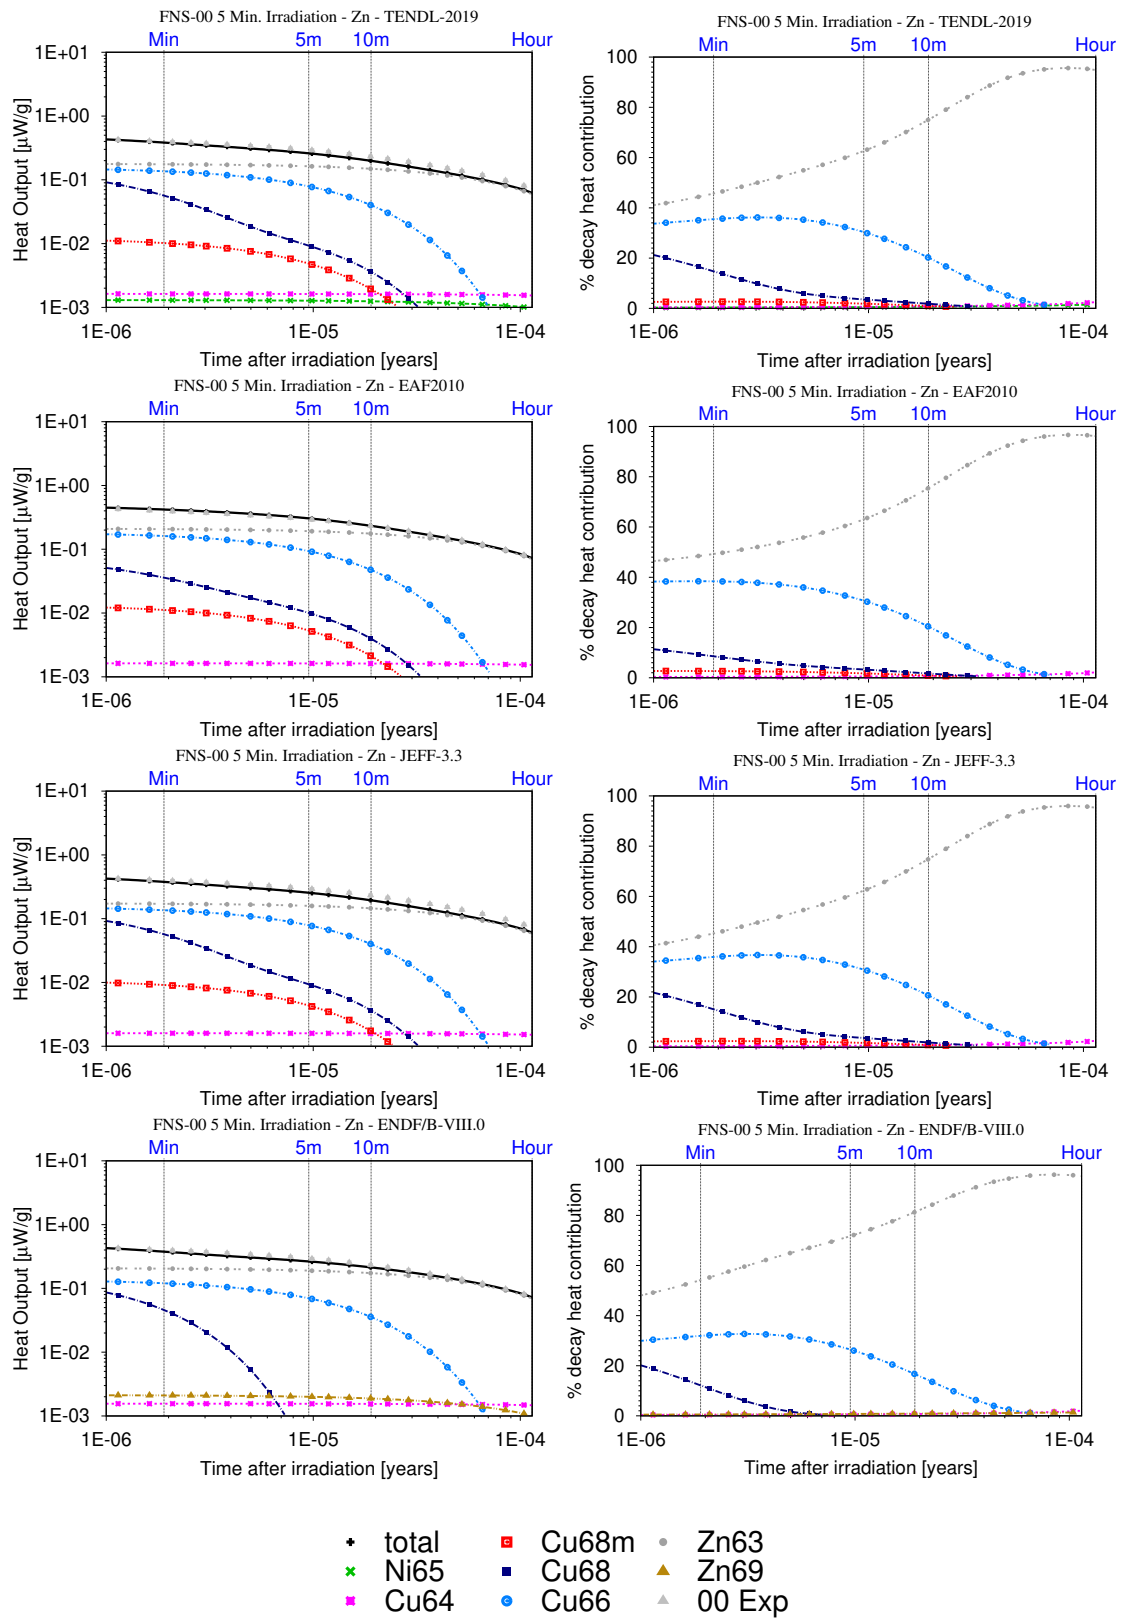 FNS-00 5 Min. Irradiation - Zn - TENDL-2019
Min 5m 10m Hour
1E+01
1E+00
1E-01
1E-02
1E-03
Heat Output [µW/g]
1E-06 1E-05 1E-04
Time after irradiation [years]
FNS-00 5 Min. Irradiation - Zn - TENDL-2019
Min 5m 10m Hour
100
80
60
40
20
0
% decay heat contribution
1E-06 1E-05 1E-04
Time after irradiation [years]
FNS-00 5 Min. Irradiation - Zn - EAF2010
Min 5m 10m Hour
1E+01
1E+00
1E-01
1E-02
1E-03
Heat Output [µW/g]
1E-06 1E-05 1E-04
Time after irradiation [years]
FNS-00 5 Min. Irradiation - Zn - EAF2010
Min 5m 10m Hour
100
80
60
40
20
0
% decay heat contribution
1E-06 1E-05 1E-04
Time after irradiation [years]
FNS-00 5 Min. Irradiation - Zn - JEFF-3.3
Min 5m 10m Hour
1E+01
1E+00
1E-01
1E-02
1E-03
Heat Output [µW/g]
1E-06 1E-05 1E-04
Time after irradiation [years]
FNS-00 5 Min. Irradiation - Zn - JEFF-3.3
Min 5m 10m Hour
100
80
60
40
20
0
% decay heat contribution
1E-06 1E-05 1E-04
Time after irradiation [years]
FNS-00 5 Min. Irradiation - Zn - ENDF/B-VIII.0
Min 5m 10m Hour
1E+01
1E+00
1E-01
1E-02
1E-03
Heat Output [µW/g]
1E-06 1E-05 1E-04
Time after irradiation [years]
FNS-00 5 Min. Irradiation - Zn - ENDF/B-VIII.0
Min 5m 10m Hour
100
80
60
40
20
0
% decay heat contribution
1E-06 1E-05 1E-04
Time after irradiation [years]
total Cu68m Zn63
Ni65 Cu68 Zn69
Cu64 Cu66 00 Exp